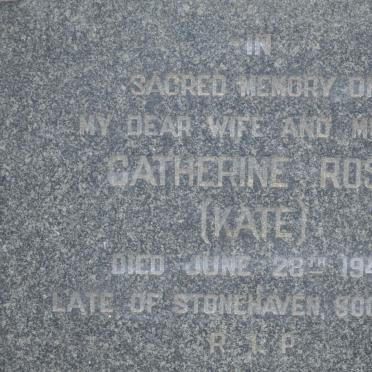 IN
SACRED MEMORY OF
MY DEAR WIFE AND
CATHERINE
(KATE)
DIED JUNE 28TH
LATE OF STONEHAVEN,
R. I. P.